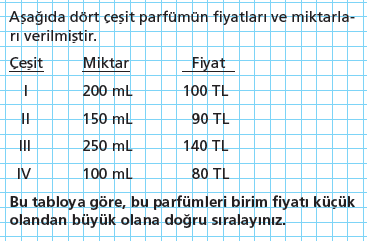 Aşağıda dört çeşit parfümün fiyatları ve miktarla-
rı verilmiştir.
Çeşit Miktar Fiyat
I 200 mL 100 TL
II 150 mL 90 TL
III 250 mL 140 TL
IV 100 mL 80 TL
Bu tabloya göre, bu parfümleri birim fiyatı küçük
olandan büyük olana doğru sıralayınız.